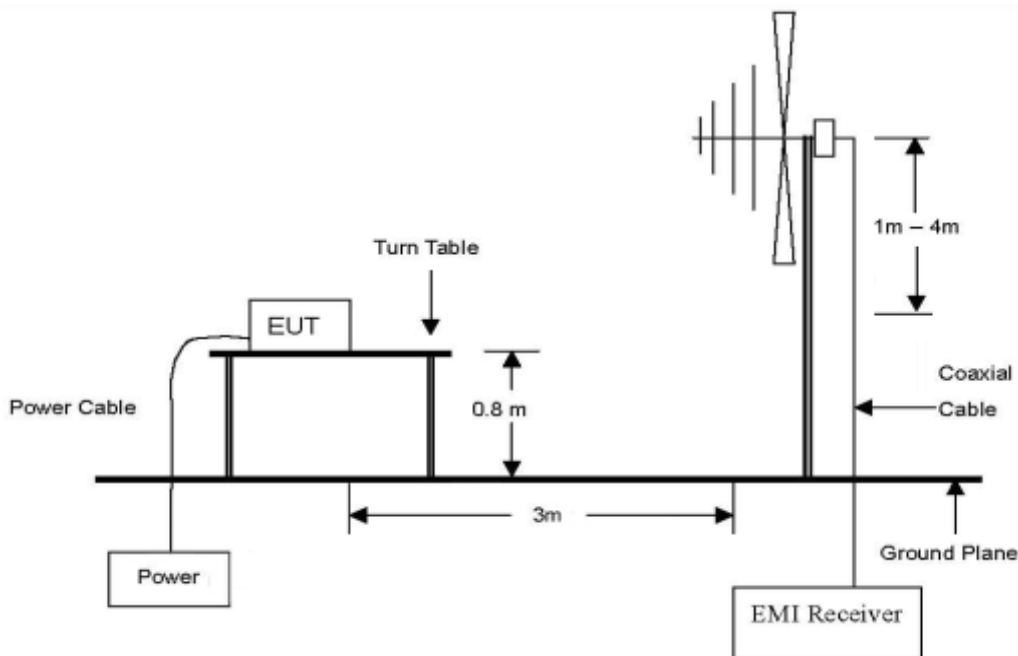 1m – 4m
Turn Table
EUT
Coaxial
Cable
Power Cable
0.8 m
3m
Ground Plane
Power
EMI Receiver